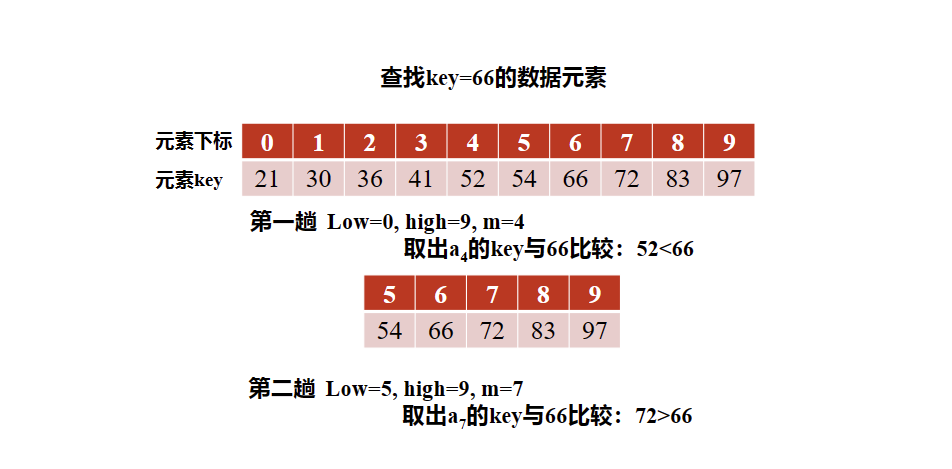 查找key=66的数据元素
元素下标 0 1 2 3 4 5 6 7 8 9
元素key 21 30 36 41 52 54 66 72 83 97
第一趟 Low=0, high=9, m=4
取出a4的key与66比较：52<66
5 6 7 8 9
54 66 72 83 97
第二趟 Low=5, high=9, m=7
取出a7的key与66比较：72>66